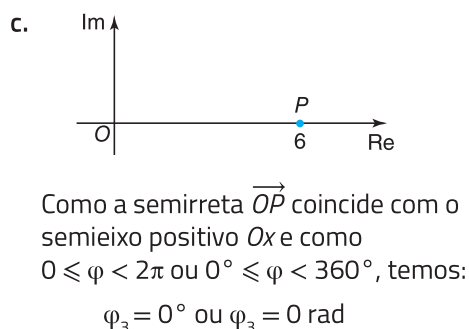 c.
Im
P
O
6
Re
Como a semirreta \overrightarrow{OP} coincide com o
semieixo positivo Ox e como
0 ⩽ φ < 2π ou 0° ⩽ φ < 360°, temos:
φ₃ = 0° ou φ₃ = 0 rad